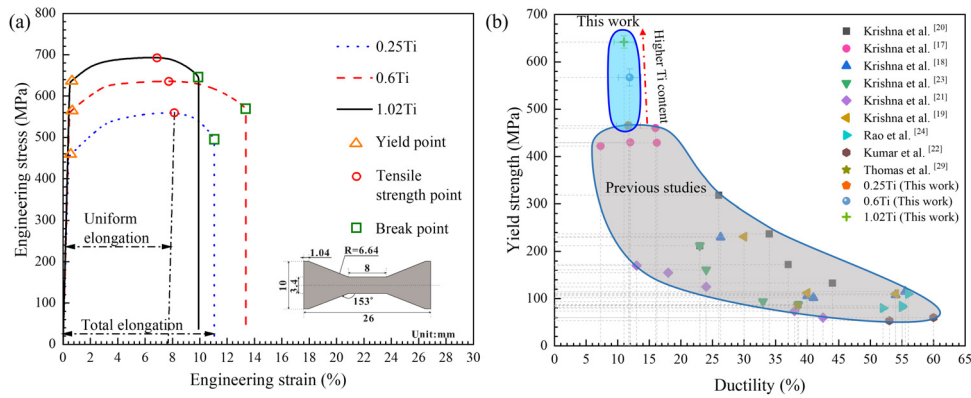 (a)
Engineering stress (MPa)
800
700
600
500
400
300
200
100
0
0.25Ti
0.6Ti
1.02Ti
Yield point
Tensile
strength point
Break point
Uniform
elongation
Total elongation
1.04
R=6.64
8
10
3.4
153°
26
Unit:mm
0 2 4 6 8 10 12 14 16 18 20 22 24 26 28 30
Engineering strain (%)
(b)
Yield strength (MPa)
700
600
500
400
300
200
100
0
This work
Higher Ti content
Previous studies
Krishna et al. [20]
Krishna et al. [17]
Krishna et al. [18]
Krishna et al. [23]
Krishna et al. [21]
Krishna et al. [19]
Rao et al. [24]
Kumar et al. [22]
Thomas et al. [29]
0.25Ti (This work)
0.6Ti (This work)
1.02Ti (This work)
0 5 10 15 20 25 30 35 40 45 50 55 60 65
Ductility (%)